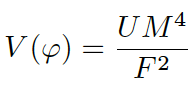 V(φ) = UM⁴ / F²